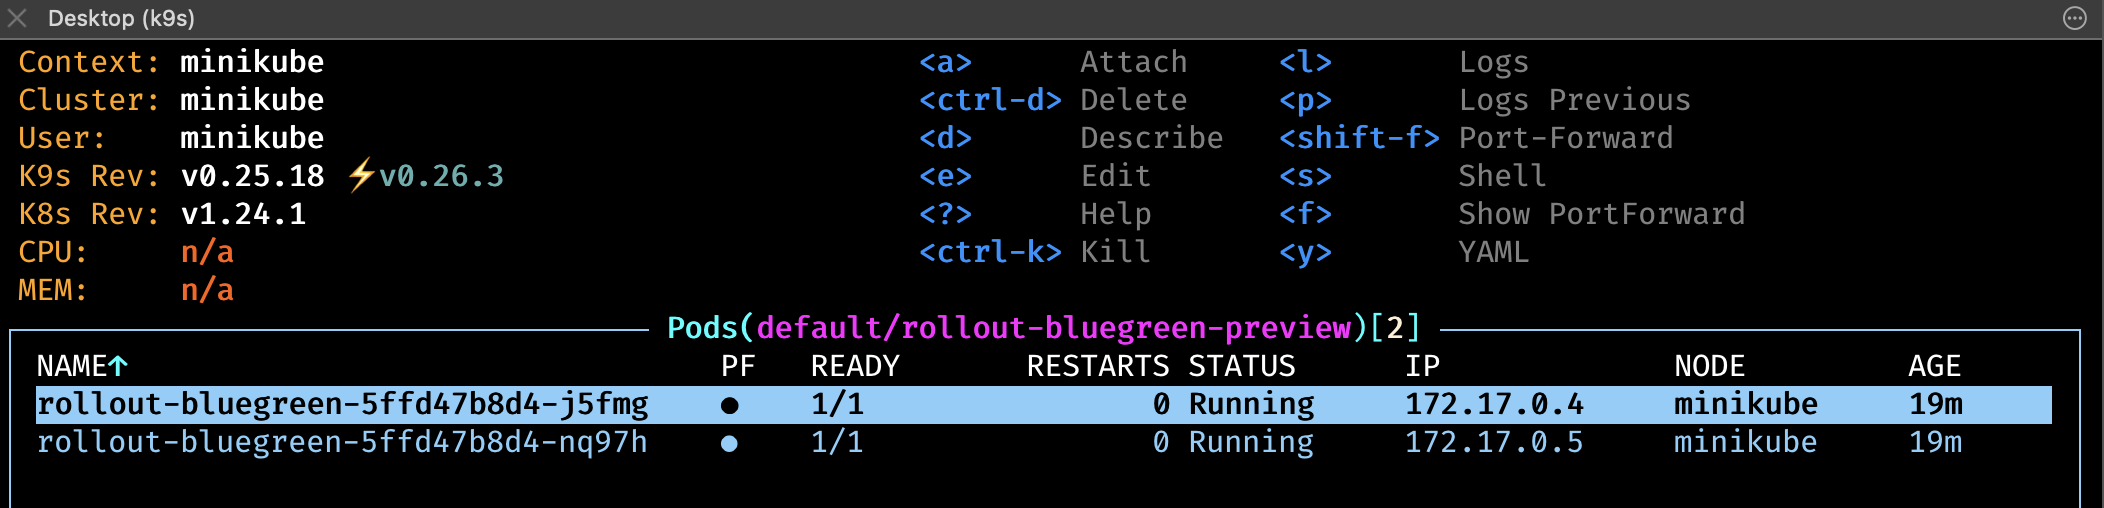 Desktop (k9s)
Context: minikube <a> Attach <l> Logs
Cluster: minikube <ctrl-d> Delete <p> Logs Previous
User: minikube <d> Describe <shift-f> Port-Forward
K9s Rev: v0.25.18 ⚡v0.26.3 <e> Edit <s> Shell
K8s Rev: v1.24.1 <?> Help <f> Show PortForward
CPU: n/a <ctrl-k> Kill <y> YAML
MEM: n/a
Pods(default/rollout-bluegreen-preview)[2]
NAME↑ PF READY RESTARTS STATUS IP NODE AGE
rollout-bluegreen-5ffd47b8d4-j5fmg ● 1/1 0 Running 172.17.0.4 minikube 19m
rollout-bluegreen-5ffd47b8d4-nq97h ● 1/1 0 Running 172.17.0.5 minikube 19m